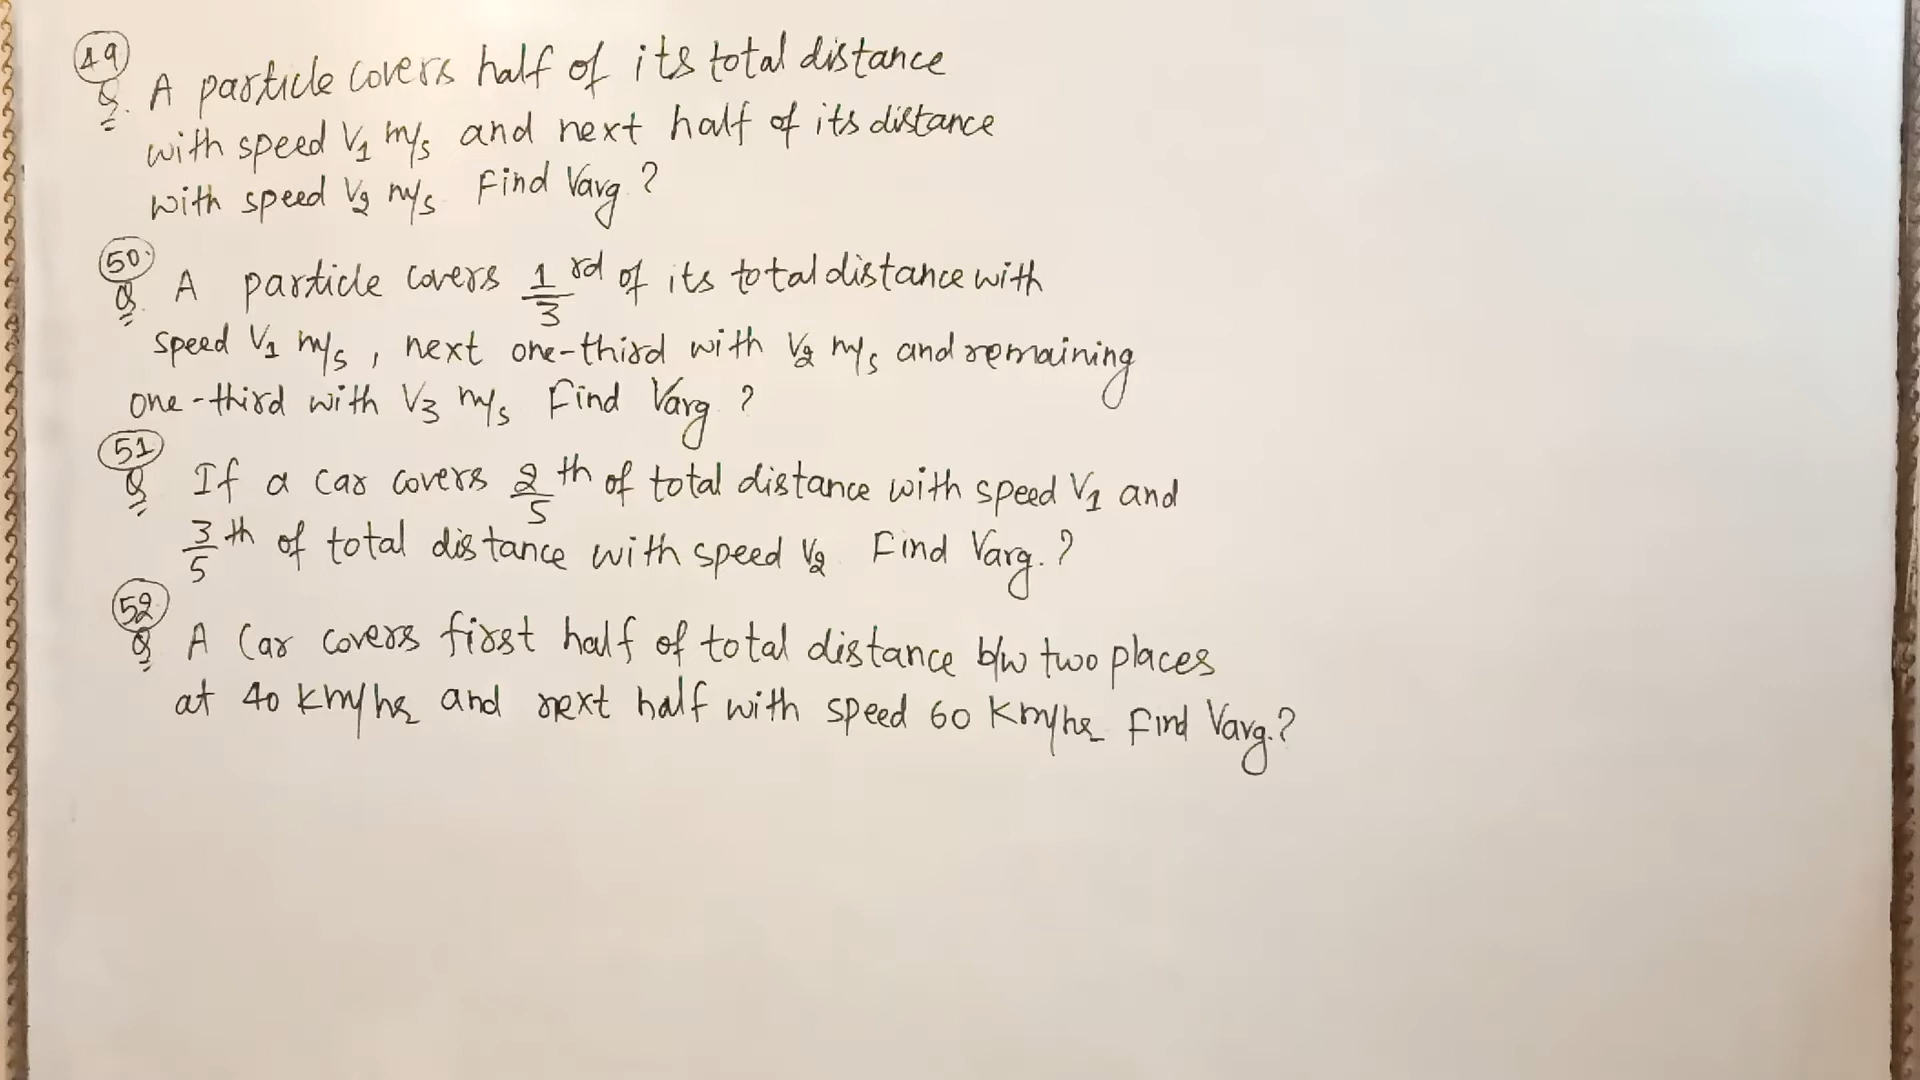 49
Q. A particle covers half of its total distance
with speed V1 m/s and next half of its distance
with speed V2 m/s Find Vavg. ?
50.
Q. A particle covers 1/3 rd of its total distance with
speed V1 m/s, next one-third with V2 m/s and remaining
one-third with V3 m/s Find Vavg ?
51
Q If a car covers 2/5 th of total distance with speed V1 and
3/5 th of total distance with speed V2 Find Vavg. ?
52
Q A Car covers first half of total distance b/w two places
at 40 km/hr and next half with speed 60 Km/hr find Vavg. ?